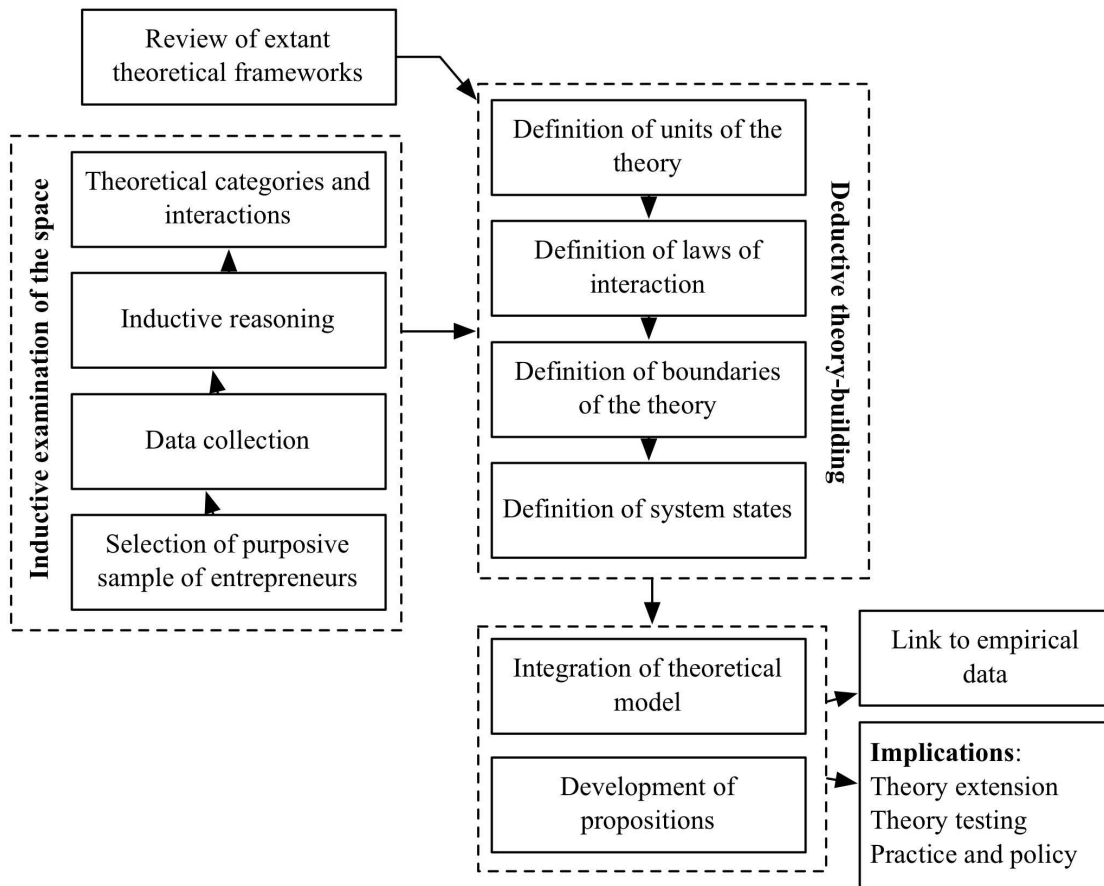 Review of extant
theoretical frameworks
Inductive examination of the space
Theoretical categories and
interactions
Inductive reasoning
Data collection
Selection of purposive
sample of entrepreneurs
Definition of units of the
theory
Definition of laws of
interaction
Definition of boundaries
of the theory
Definition of system states
Deductive theory-building
Integration of theoretical
model
Development of
propositions
Link to empirical
data
Implications:
Theory extension
Theory testing
Practice and policy